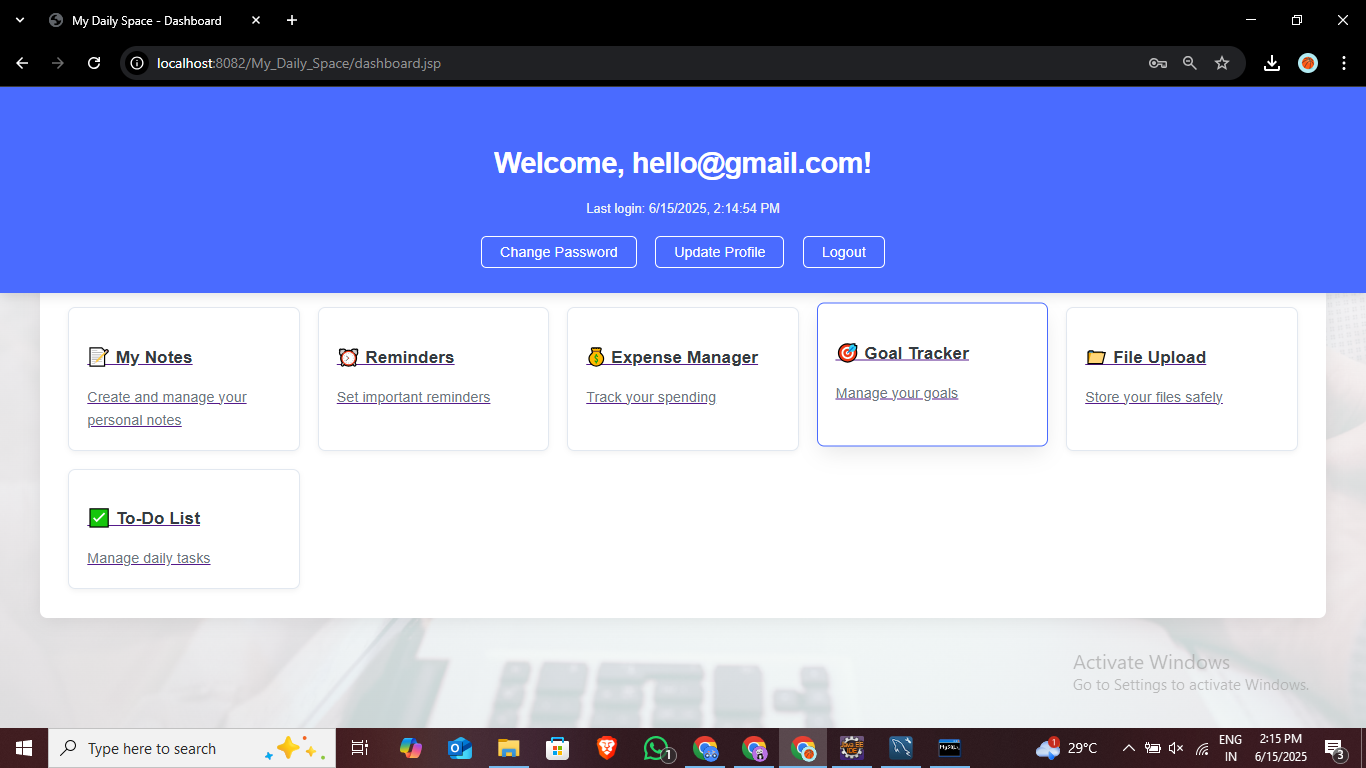 My Daily Space - Dashboard
localhost:8082/My_Daily_Space/dashboard.jsp
Welcome, hello@gmail.com!
Last login: 6/15/2025, 2:14:54 PM
Change Password Update Profile Logout
My Notes
Create and manage your
personal notes
Reminders
Set important reminders
Expense Manager
Track your spending
Goal Tracker
Manage your goals
File Upload
Store your files safely
To-Do List
Manage daily tasks
Activate Windows
Go to Settings to activate Windows.
Type here to search
1
1
29°C
ENG
IN
2:15 PM
6/15/2025
3